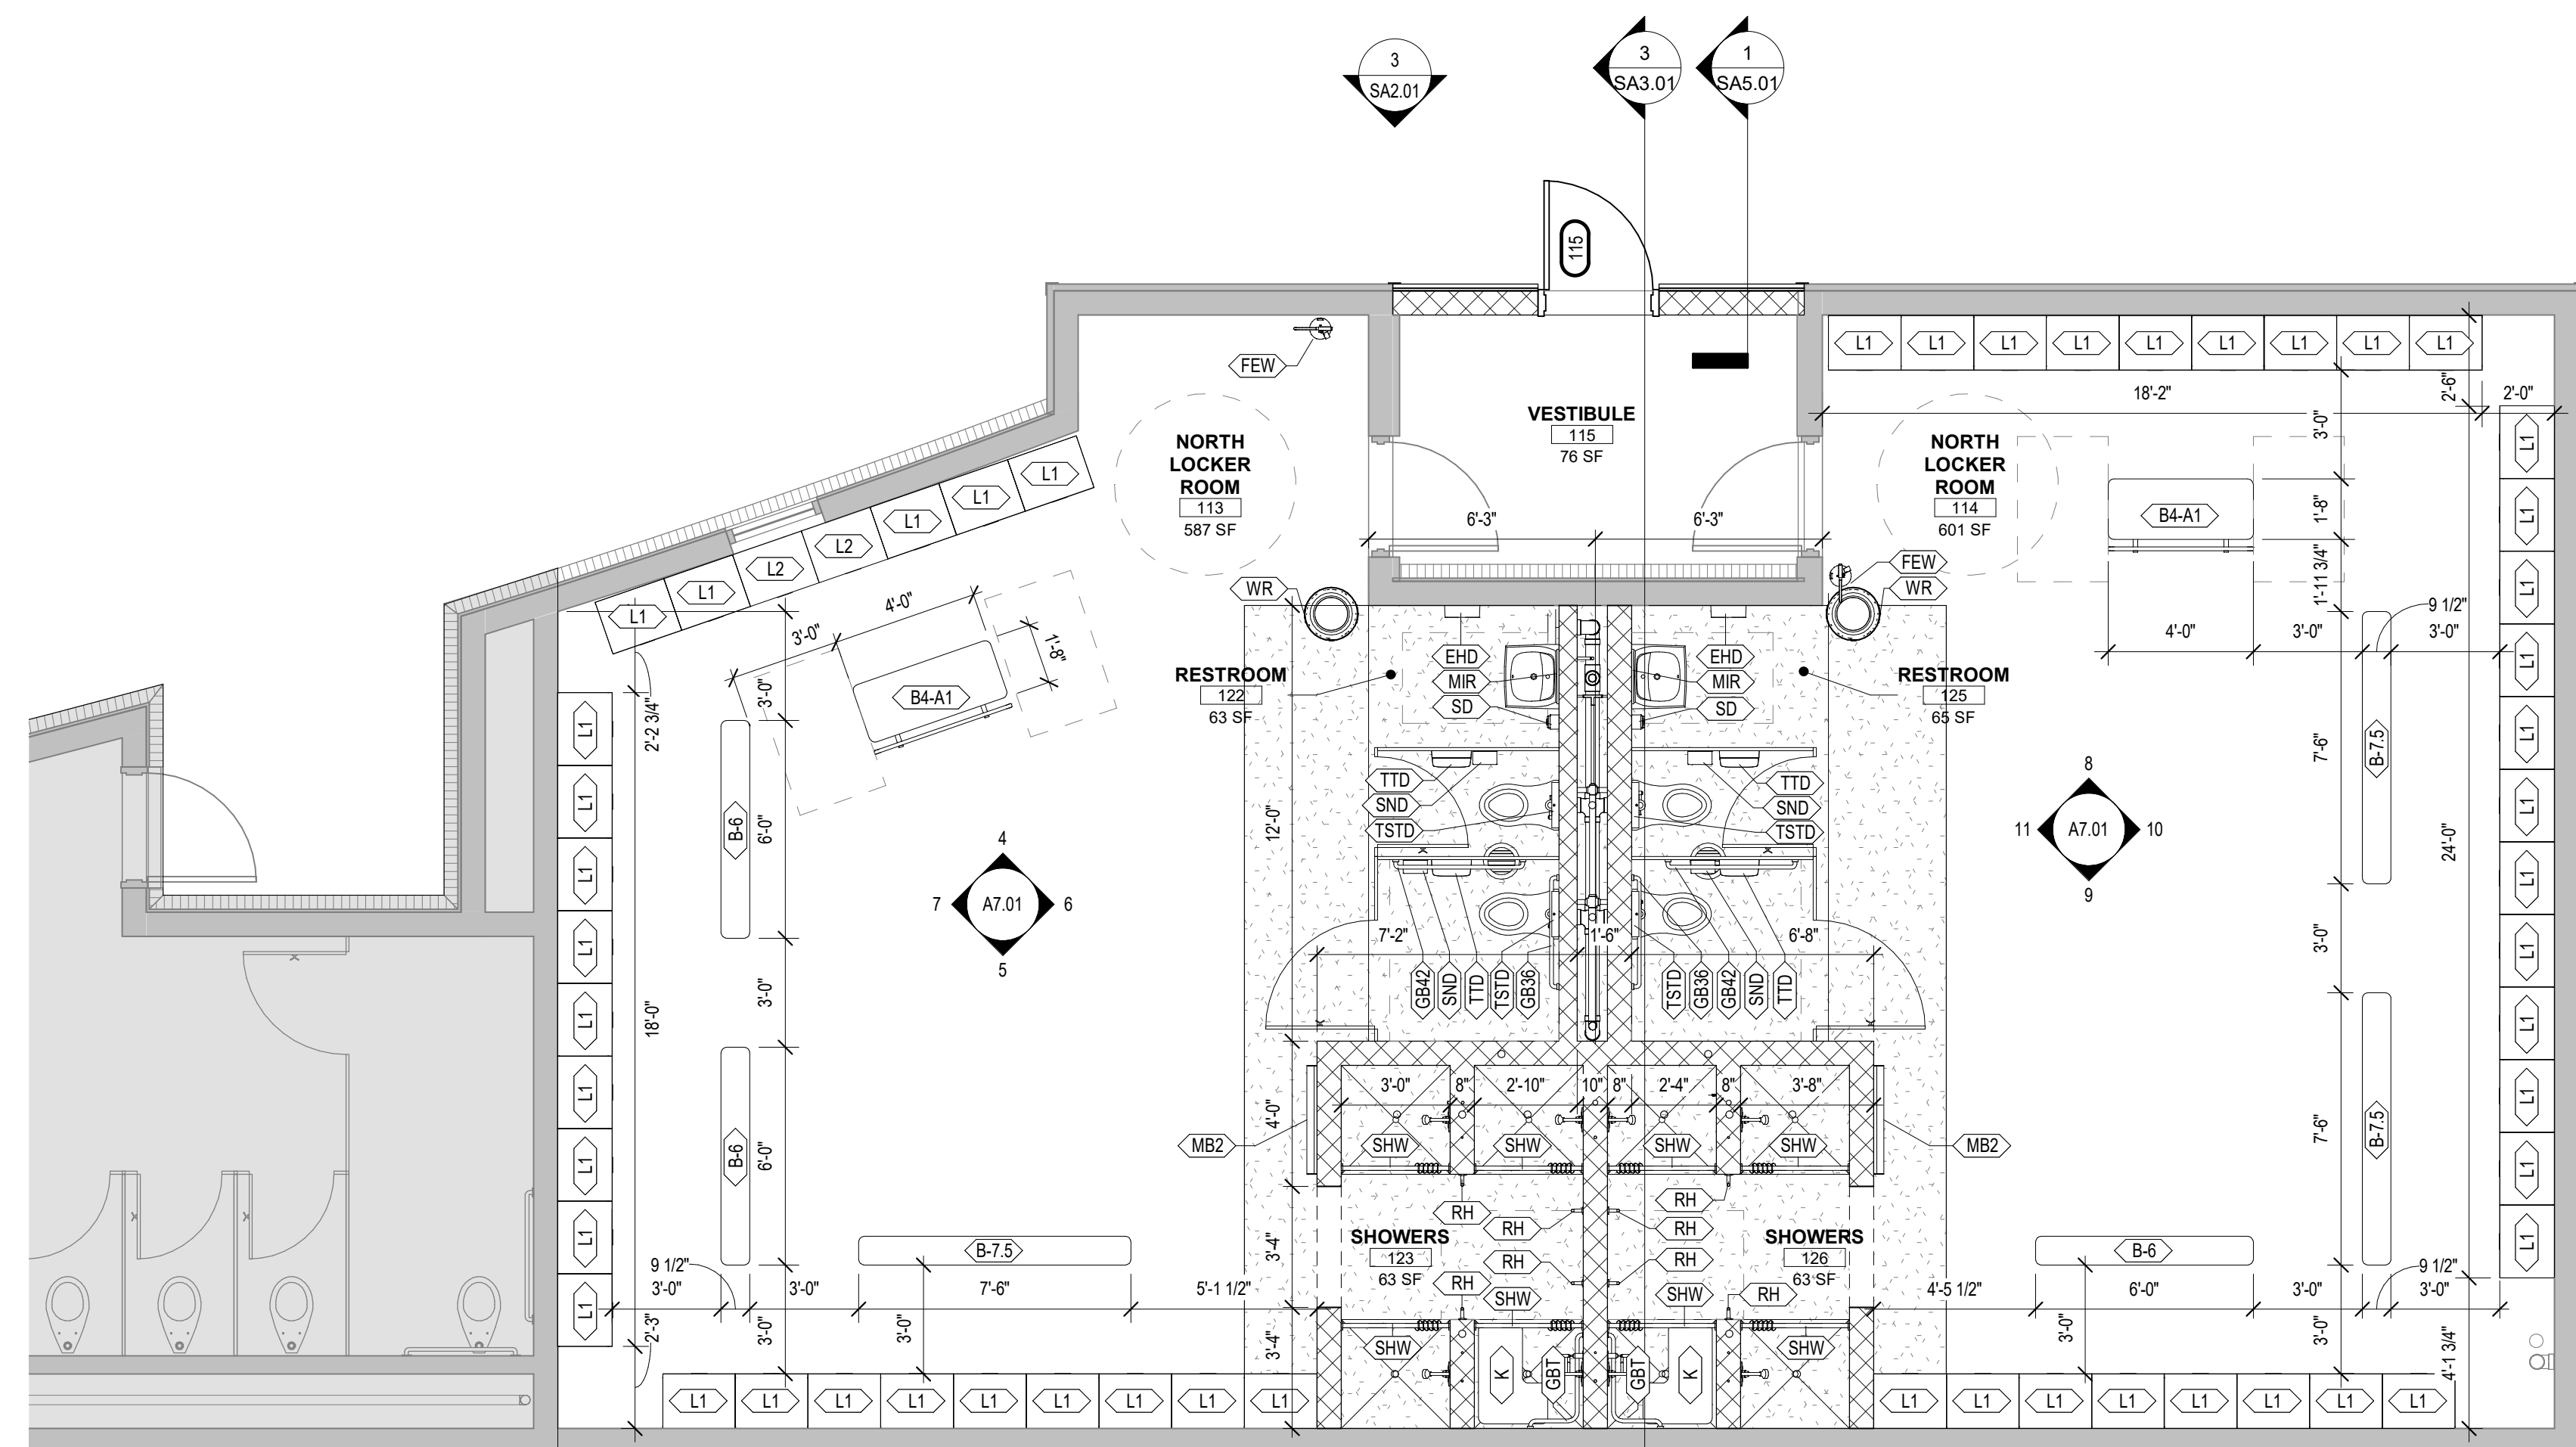 3
SA2.01
3
SA3.01
1
SA5.01
115
FEW
VESTIBULE
115
76 SF
NORTH
LOCKER
ROOM
113
587 SF
NORTH
LOCKER
ROOM
114
601 SF
L1 L1 L1 L1 L1 L1 L1 L1 L1
18'-2"
2'-6"
2'-0"
3'-0"
1'-8"
1'-11 3/4"
B4-A1
6'-3"
6'-3"
FEW
WR
WR
L1 L1 L2 L2 L1 L1 L1
4'-0"
3'-0"
1'-8"
B4-A1
4'-0"
3'-0"
3'-0"
9 1/2"
RESTROOM
122
63 SF
EHD
MIR
SD
EHD
MIR
SD
RESTROOM
125
65 SF
TTD
SND
TSTD
TTD
SND
TSTD
2'-2 3/4"
3'-0"
B-6
6'-0"
3'-0"
18'-0"
B-6
6'-0"
4
7
A7.01
6
5
8
11
A7.01
10
9
12'-0"
7'-2"
1'-6"
6'-8"
GB42
SND
TTD
TSTD
GB36
TSTD
GB36
GB42
SND
TTD
B-7.5
7'-6"
24'-0"
3'-0"
7'-6"
B-7.5
3'-0"
8"
2'-10"
10"
8"
2'-4"
8"
3'-8"
4'-0"
MB2
SHW
SHW
SHW
SHW
MB2
RH
RH
RH
RH
RH
RH
RH
RH
SHOWERS
123
63 SF
SHOWERS
126
63 SF
3'-4"
3'-4"
SHW
SHW
SHW
SHW
K
GBT
GBT
K
B-7.5
9 1/2"
3'-0"
3'-0"
7'-6"
5'-1 1/2"
2'-3"
3'-0"
3'-0"
B-6
4'-5 1/2"
6'-0"
3'-0"
3'-0"
9 1/2"
3'-0"
3'-0"
4'-1 3/4"
L1 L1 L1 L1 L1 L1 L1 L1 L1
L1 L1 L1 L1 L1 L1 L1 L1 L1
L1 L1 L1 L1 L1 L1 L1 L1
L1 L1 L1 L1 L1 L1 L1 L1 L1 L1 L1 L1